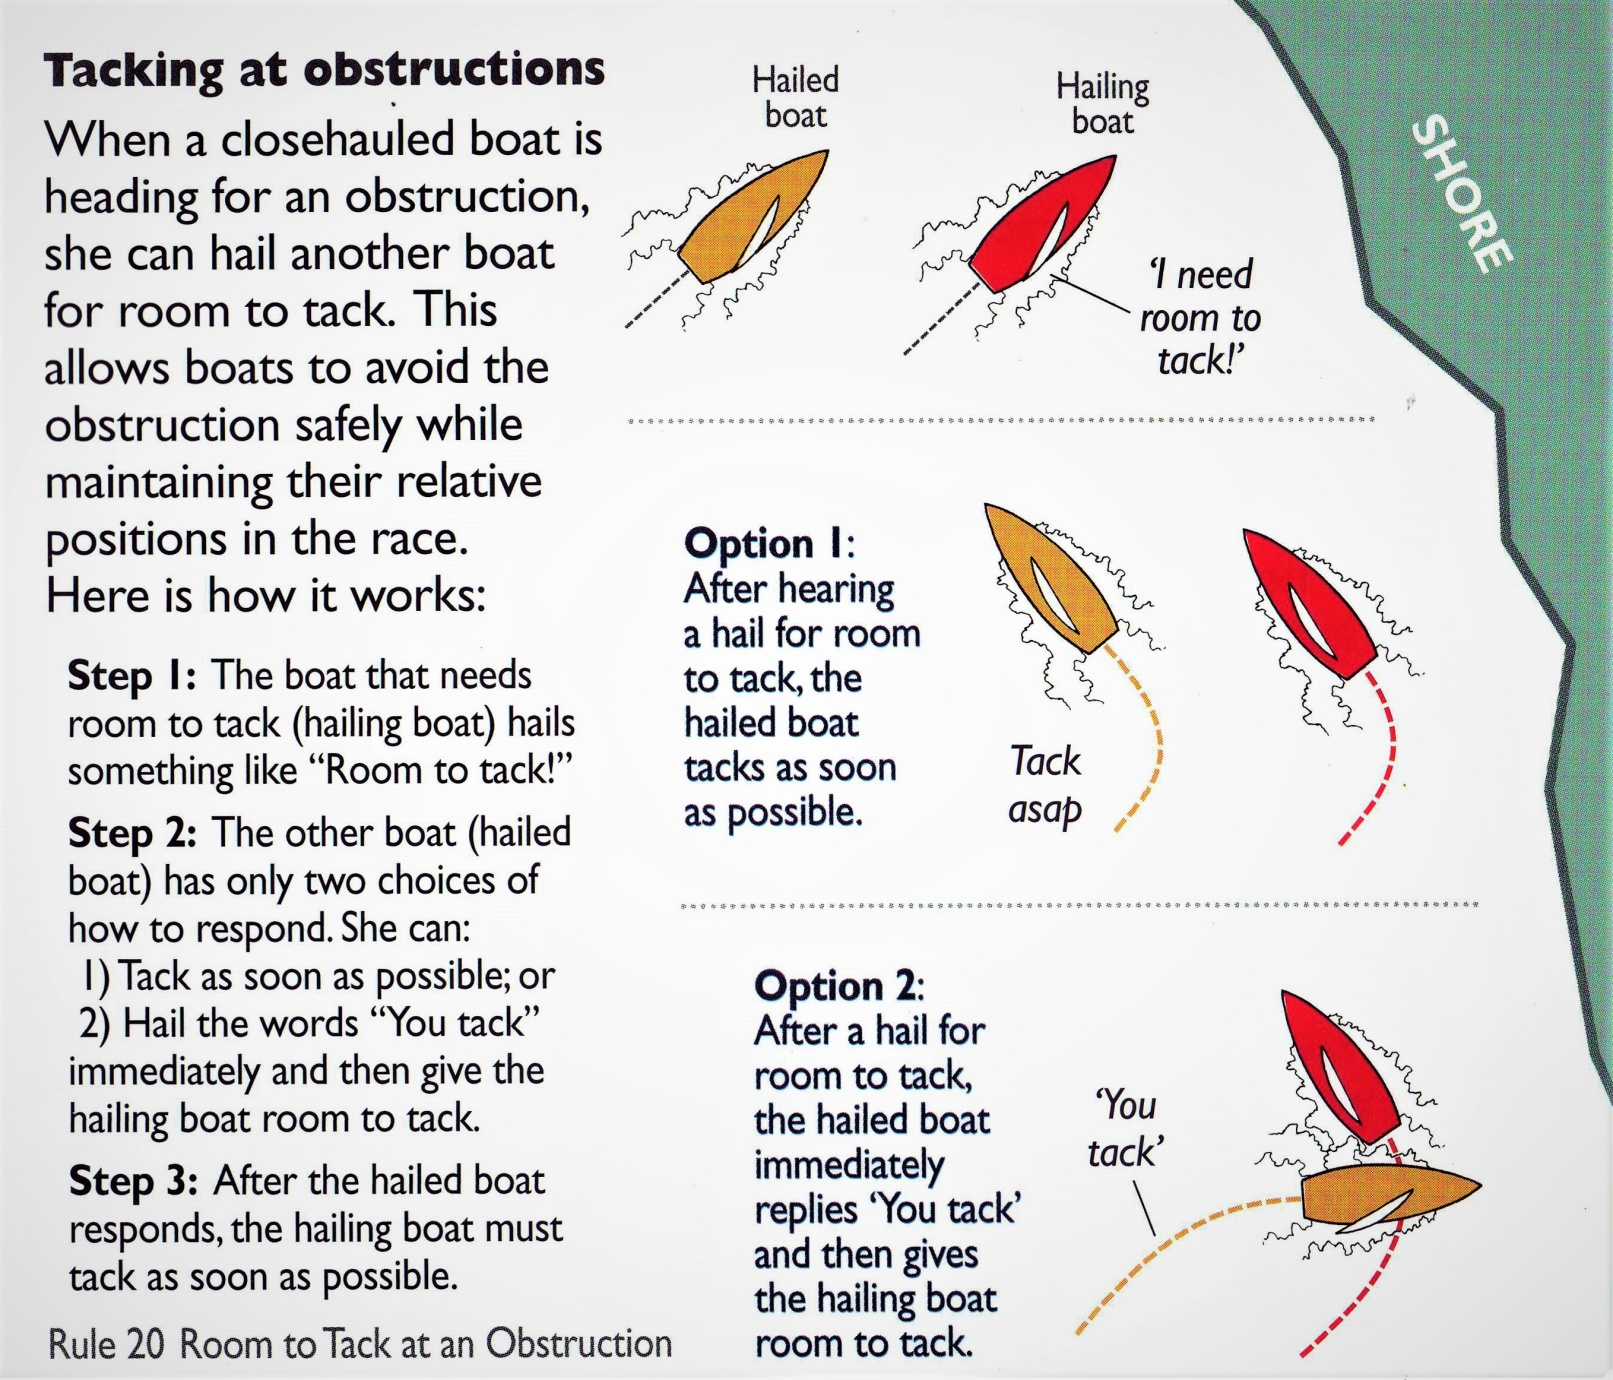 Tacking at obstructions
When a closehauled boat is
heading for an obstruction,
she can hail another boat
for room to tack. This
allows boats to avoid the
obstruction safely while
maintaining their relative
positions in the race.
Here is how it works:
Step 1: The boat that needs
room to tack (hailing boat) hails
something like “Room to tack!”
Step 2: The other boat (hailed
boat) has only two choices of
how to respond. She can:
1) Tack as soon as possible; or
2) Hail the words “You tack”
immediately and then give the
hailing boat room to tack.
Step 3: After the hailed boat
responds, the hailing boat must
tack as soon as possible.
Rule 20 Room to Tack at an Obstruction
Hailed
boat
Hailing
boat
‘I need
room to
tack!’
SHORE
Option 1:
After hearing
a hail for room
to tack, the
hailed boat
tacks as soon
as possible.
Tack
asap
Option 2:
After a hail for
room to tack,
the hailed boat
immediately
replies ‘You tack’
and then gives
the hailing boat
room to tack.
‘You
tack’